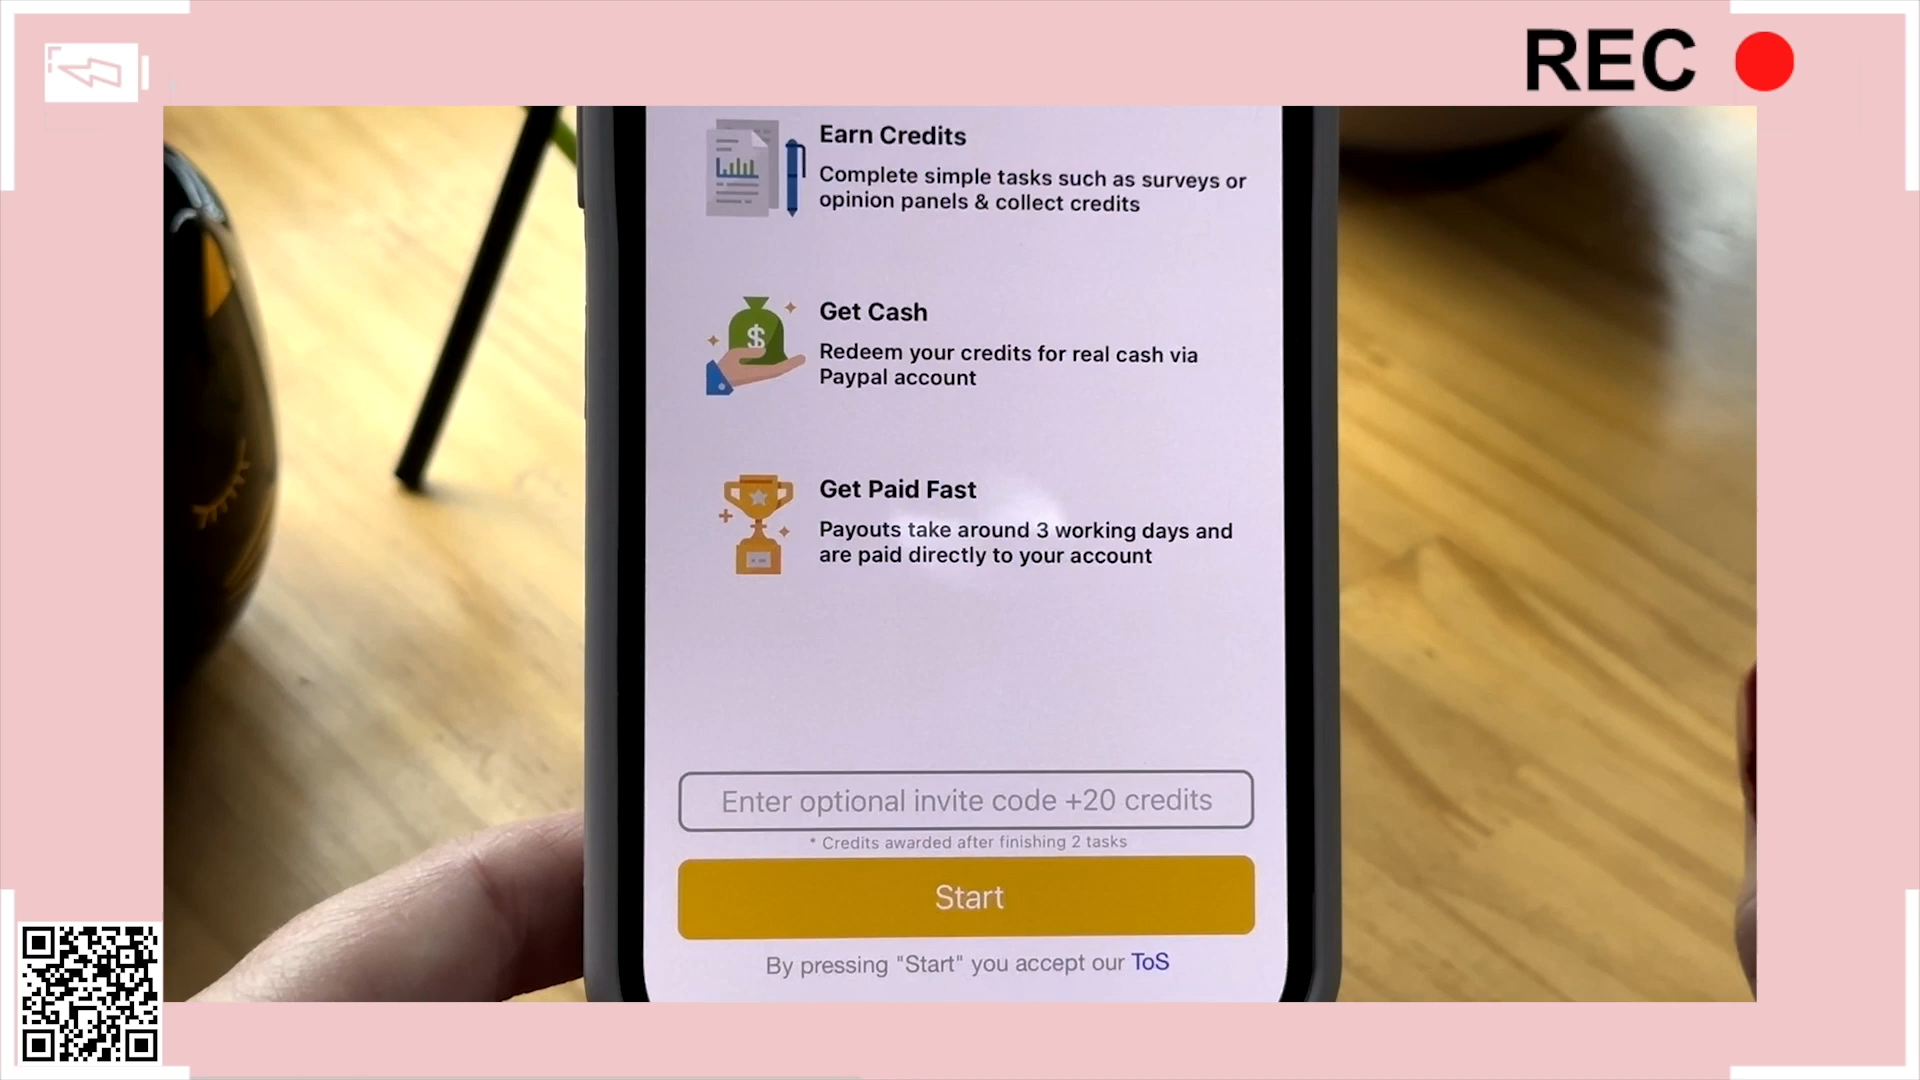 REC
Earn Credits
Complete simple tasks such as surveys or
opinion panels & collect credits
$
Get Cash
Redeem your credits for real cash via
Paypal account
Get Paid Fast
Payouts take around 3 working days and
are paid directly to your account
Enter optional invite code +20 credits
* Credits awarded after finishing 2 tasks
Start
By pressing "Start" you accept our ToS